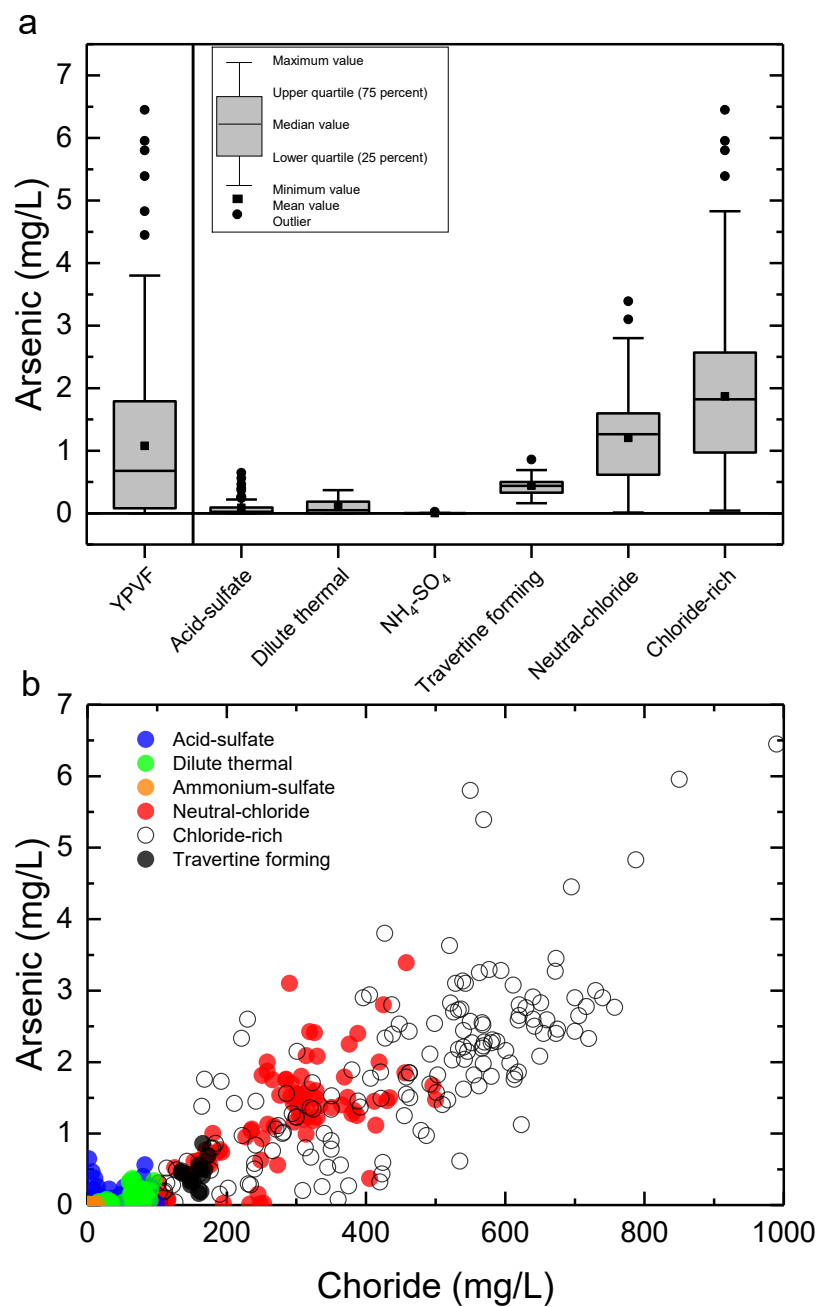 a
Arsenic (mg/L)
7
6
5
4
3
2
1
0
Maximum value
Upper quartile (75 percent)
Median value
Lower quartile (25 percent)
Minimum value
Mean value
Outlier
YPVF
Acid-sulfate
Dilute thermal
NH₄-SO₄
Travertine forming
Neutral-chloride
Chloride-rich
b
Arsenic (mg/L)
7
6
5
4
3
2
1
0
Acid-sulfate
Dilute thermal
Ammonium-sulfate
Neutral-chloride
Chloride-rich
Travertine forming
0 200 400 600 800 1000
Choride (mg/L)